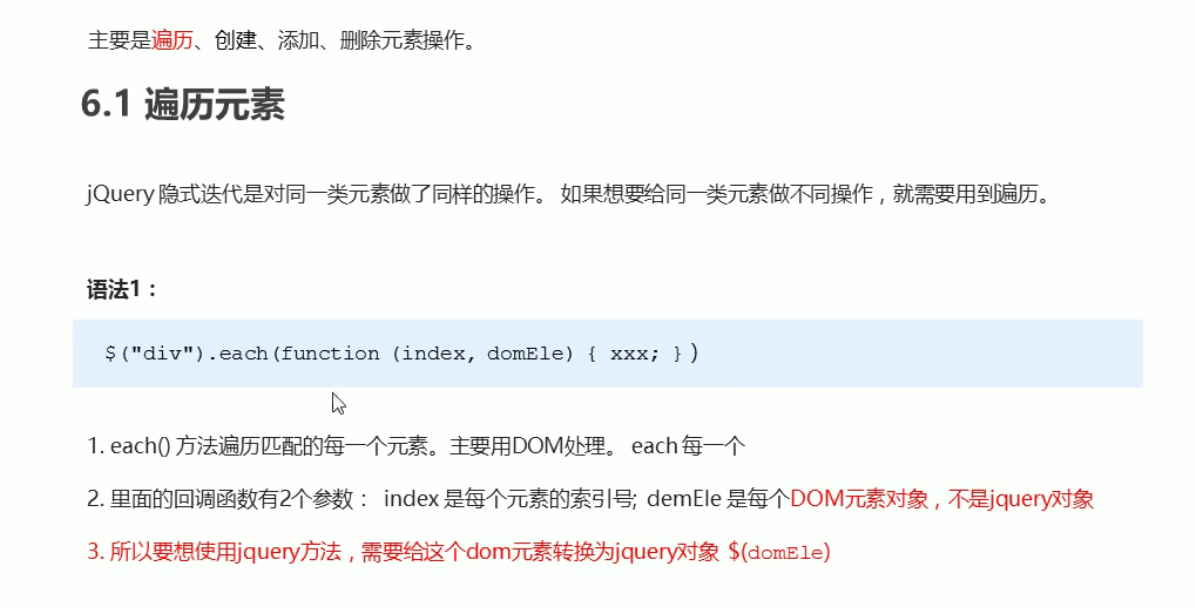 主要是遍历、创建、添加、删除元素操作。
6.1 遍历元素
jQuery 隐式迭代是对同一类元素做了同样的操作。 如果想要给同一类元素做不同操作，就需要用到遍历。
语法1：
$("div").each(function (index, domEle) { xxx; })
1. each() 方法遍历匹配的每一个元素。主要用DOM处理。 each 每一个
2. 里面的回调函数有2个参数： index 是每个元素的索引号; demEle 是每个DOM元素对象，不是jquery对象
3. 所以要想使用jquery方法，需要给这个dom元素转换为jquery对象 $(domEle)